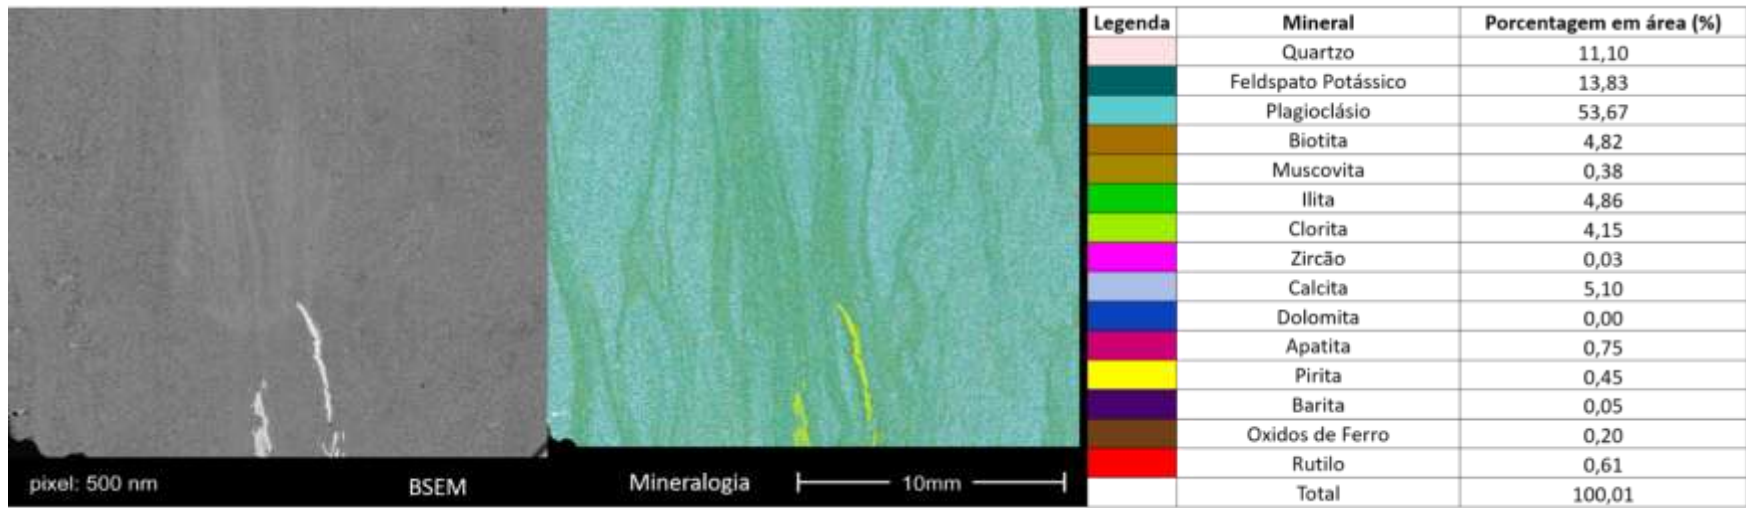 Legenda Mineral Porcentagem em área (%)
Quartzo 11,10
Feldspato Potássico 13,83
Plagioclásio 53,67
Biotita 4,82
Muscovita 0,38
Ilita 4,86
Clorita 4,15
Zircão 0,03
Calcita 5,10
Dolomita 0,00
Apatita 0,75
Pirita 0,45
Barita 0,05
Oxidos de Ferro 0,20
Rutilo 0,61
Total 100,01
pixel: 500 nm BSEM Mineralogia 10mm